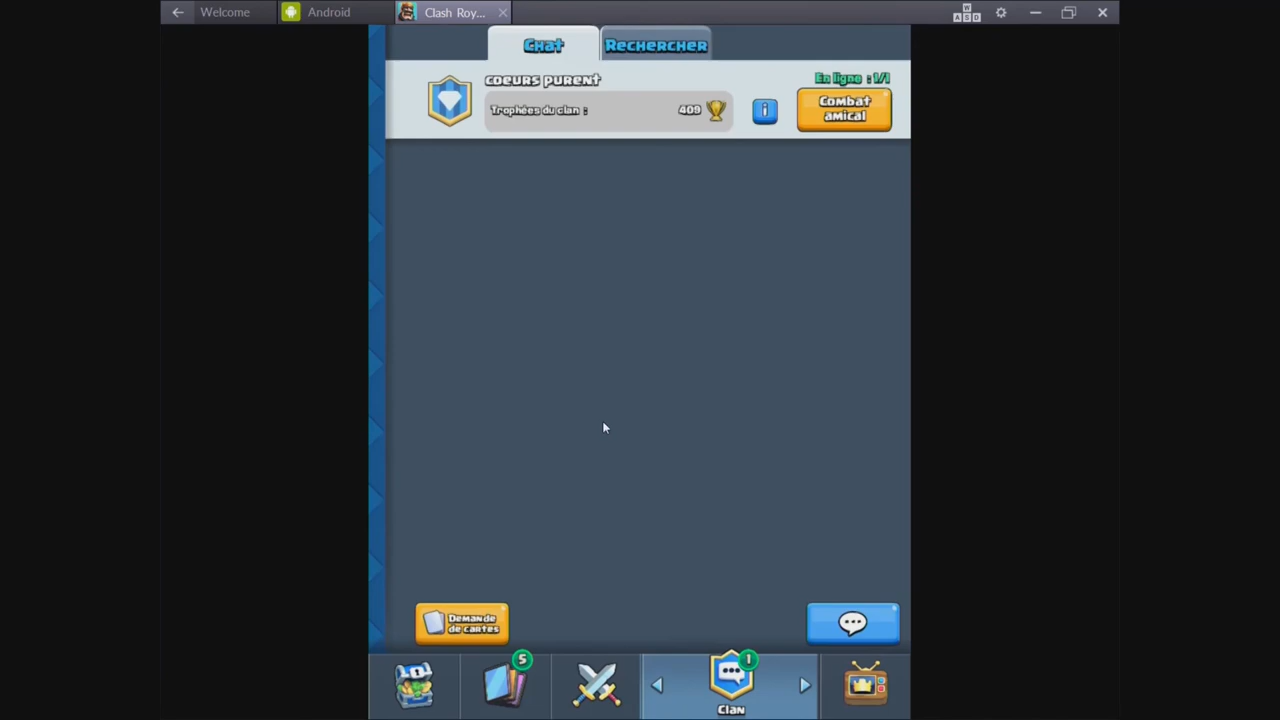 Welcome
Android
Clash Roy...
W
A S D
Chat
Rechercher
coeurs purent
En ligne : 1/1
Trophées du clan :
409
i
Combat
amical
Demande
de cartes
5
1
Clan